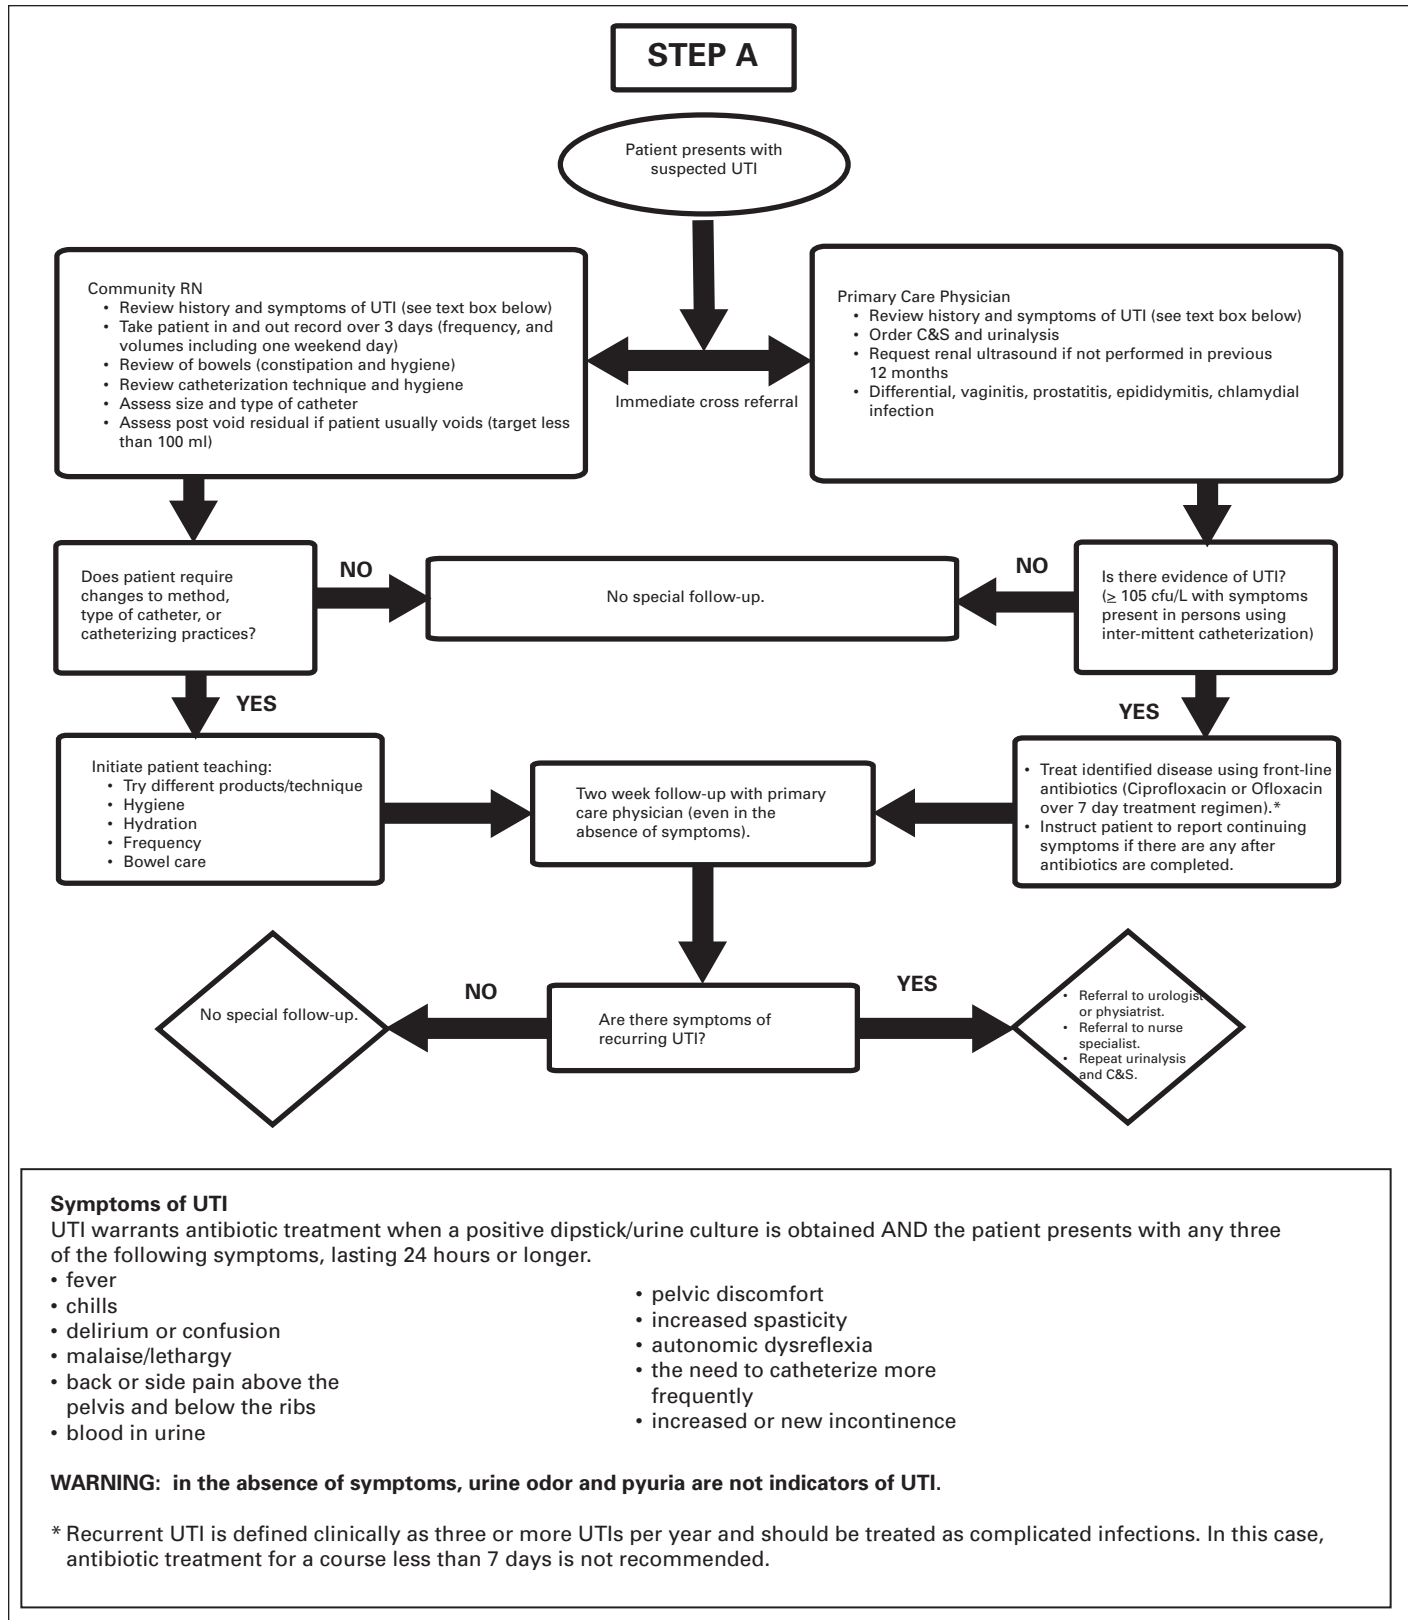 STEP A
Patient presents with
suspected UTI
Community RN
• Review history and symptoms of UTI (see text box below)
• Take patient in and out record over 3 days (frequency, and
volumes including one weekend day)
• Review of bowels (constipation and hygiene)
• Review catheterization technique and hygiene
• Assess size and type of catheter
• Assess post void residual if patient usually voids (target less
than 100 ml)
Immediate cross referral
Primary Care Physician
• Review history and symptoms of UTI (see text box below)
• Order C&S and urinalysis
• Request renal ultrasound if not performed in previous
12 months
• Differential, vaginitis, prostatitis, epididymitis, chlamydial
infection
Does patient require
changes to method,
type of catheter, or
catheterizing practices?
NO
No special follow-up.
NO
Is there evidence of UTI?
(≥ 105 cfu/L with symptoms
present in persons using
inter-mittent catheterization)
YES
YES
Initiate patient teaching:
• Try different products/technique
• Hygiene
• Hydration
• Frequency
• Bowel care
Two week follow-up with primary
care physician (even in the
absence of symptoms).
• Treat identified disease using front-line
antibiotics (Ciprofloxacin or Ofloxacin
over 7 day treatment regimen).*
• Instruct patient to report continuing
symptoms if there are any after
antibiotics are completed.
No special follow-up.
NO
Are there symptoms of
recurring UTI?
YES
• Referral to urologist
or physiatrist.
• Referral to nurse
specialist.
• Repeat urinalysis
and C&S.
Symptoms of UTI
UTI warrants antibiotic treatment when a positive dipstick/urine culture is obtained AND the patient presents with any three
of the following symptoms, lasting 24 hours or longer.
• fever
• chills
• delirium or confusion
• malaise/lethargy
• back or side pain above the
pelvis and below the ribs
• blood in urine
• pelvic discomfort
• increased spasticity
• autonomic dysreflexia
• the need to catheterize more
frequently
• increased or new incontinence
WARNING: in the absence of symptoms, urine odor and pyuria are not indicators of UTI.
* Recurrent UTI is defined clinically as three or more UTIs per year and should be treated as complicated infections. In this case,
antibiotic treatment for a course less than 7 days is not recommended.